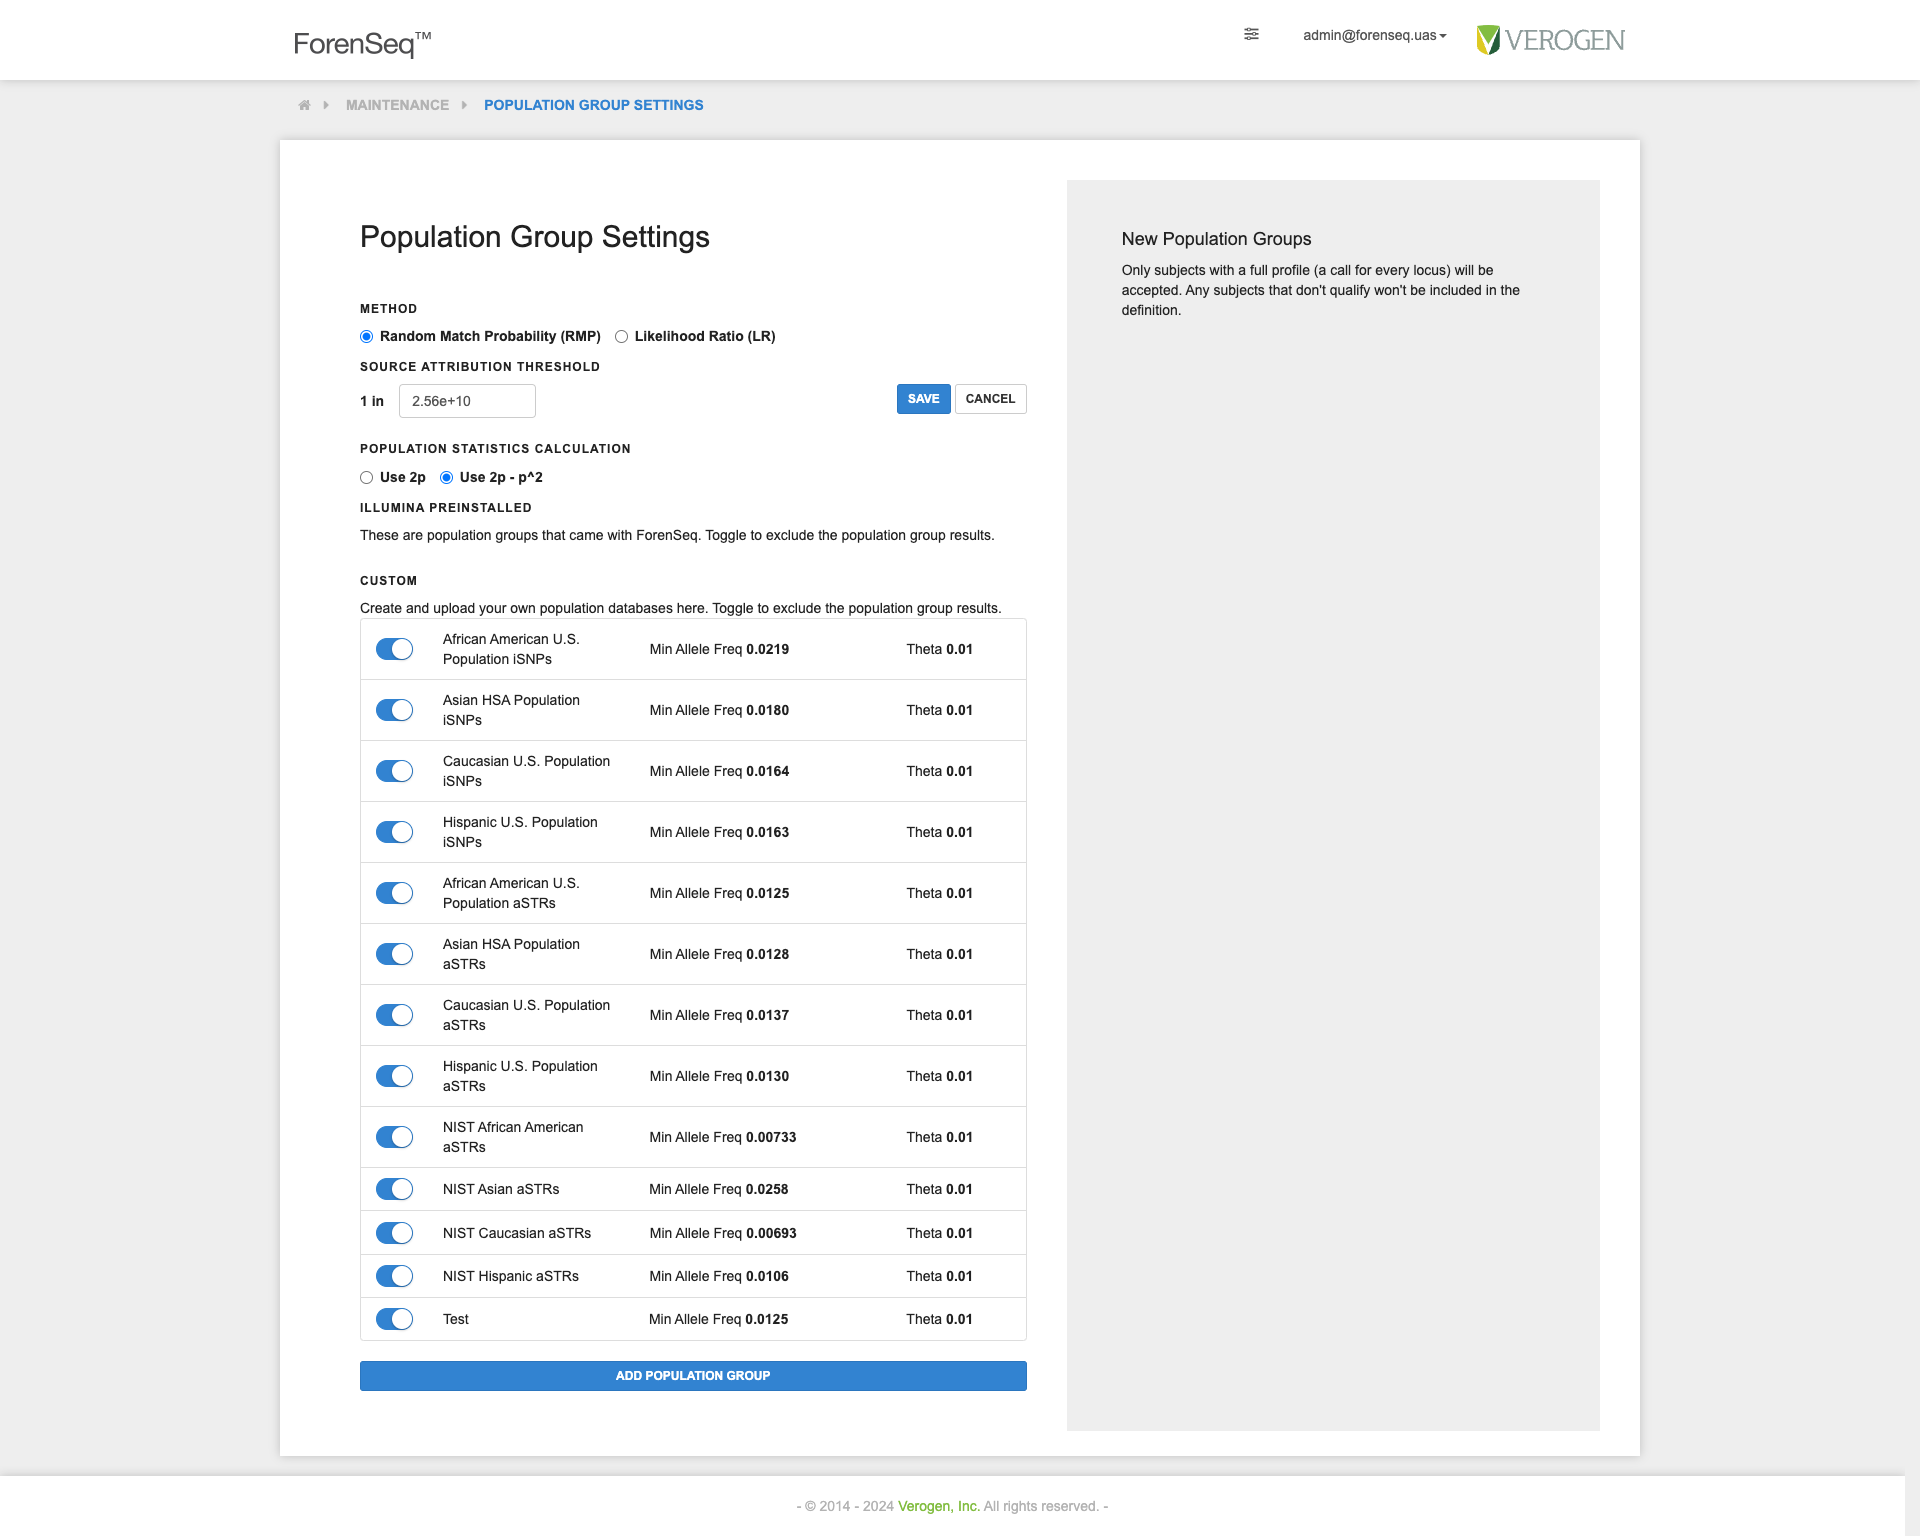 ForenSeq™
admin@forenseq.uas
VEROGEN
MAINTENANCE
POPULATION GROUP SETTINGS
Population Group Settings
METHOD
Random Match Probability (RMP) Likelihood Ratio (LR)
SOURCE ATTRIBUTION THRESHOLD
1 in 2.56e+10
SAVE CANCEL
POPULATION STATISTICS CALCULATION
Use 2p Use 2p - p^2
ILLUMINA PREINSTALLED
These are population groups that came with ForenSeq. Toggle to exclude the population group results.
CUSTOM
Create and upload your own population databases here. Toggle to exclude the population group results.
African American U.S.
Population iSNPs
Min Allele Freq 0.0219
Theta 0.01
Asian HSA Population
iSNPs
Min Allele Freq 0.0180
Theta 0.01
Caucasian U.S. Population
iSNPs
Min Allele Freq 0.0164
Theta 0.01
Hispanic U.S. Population
iSNPs
Min Allele Freq 0.0163
Theta 0.01
African American U.S.
Population aSTRs
Min Allele Freq 0.0125
Theta 0.01
Asian HSA Population
aSTRs
Min Allele Freq 0.0128
Theta 0.01
Caucasian U.S. Population
aSTRs
Min Allele Freq 0.0137
Theta 0.01
Hispanic U.S. Population
aSTRs
Min Allele Freq 0.0130
Theta 0.01
NIST African American
aSTRs
Min Allele Freq 0.00733
Theta 0.01
NIST Asian aSTRs
Min Allele Freq 0.0258
Theta 0.01
NIST Caucasian aSTRs
Min Allele Freq 0.00693
Theta 0.01
NIST Hispanic aSTRs
Min Allele Freq 0.0106
Theta 0.01
Test
Min Allele Freq 0.0125
Theta 0.01
ADD POPULATION GROUP
New Population Groups
Only subjects with a full profile (a call for every locus) will be
accepted. Any subjects that don't qualify won't be included in the
definition.
- © 2014 - 2024 Verogen, Inc. All rights reserved. -